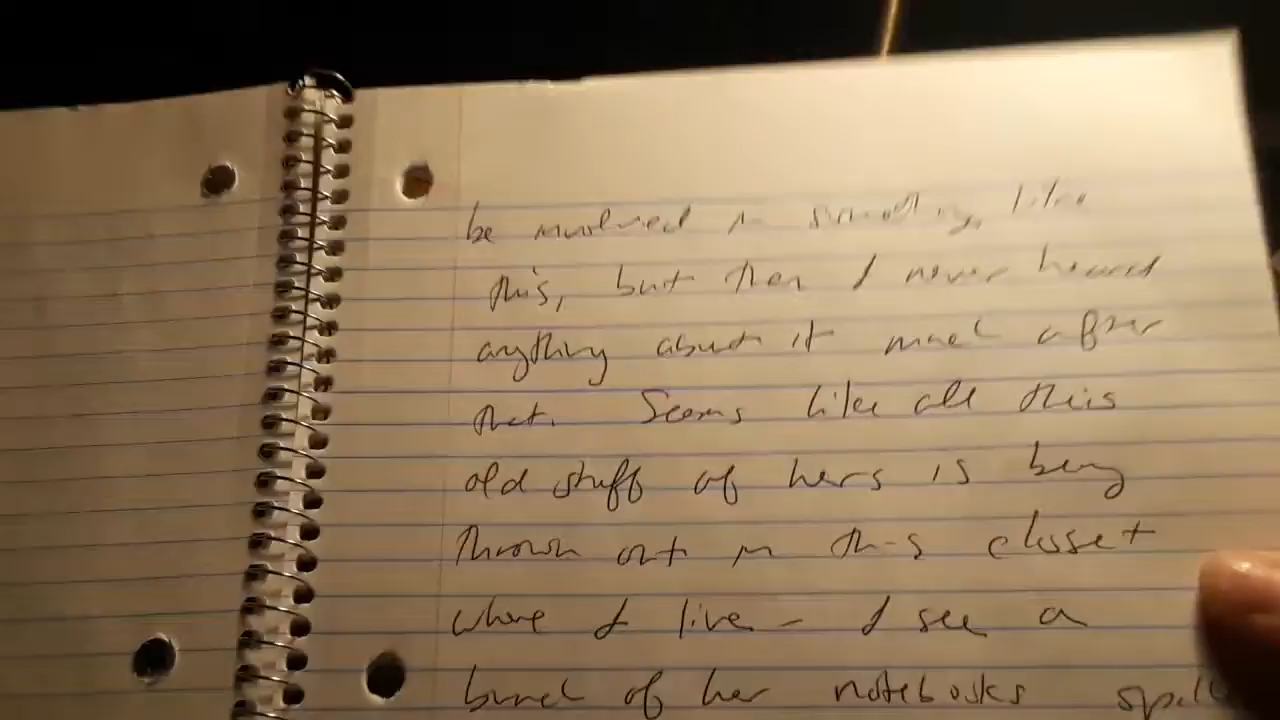 be involved in something like
this, but then I never heard
anything about it much after
that. Seems like all this
old stuff of hers is being
thrown out in this closet
where I live - I see a
bunch of her notebooks